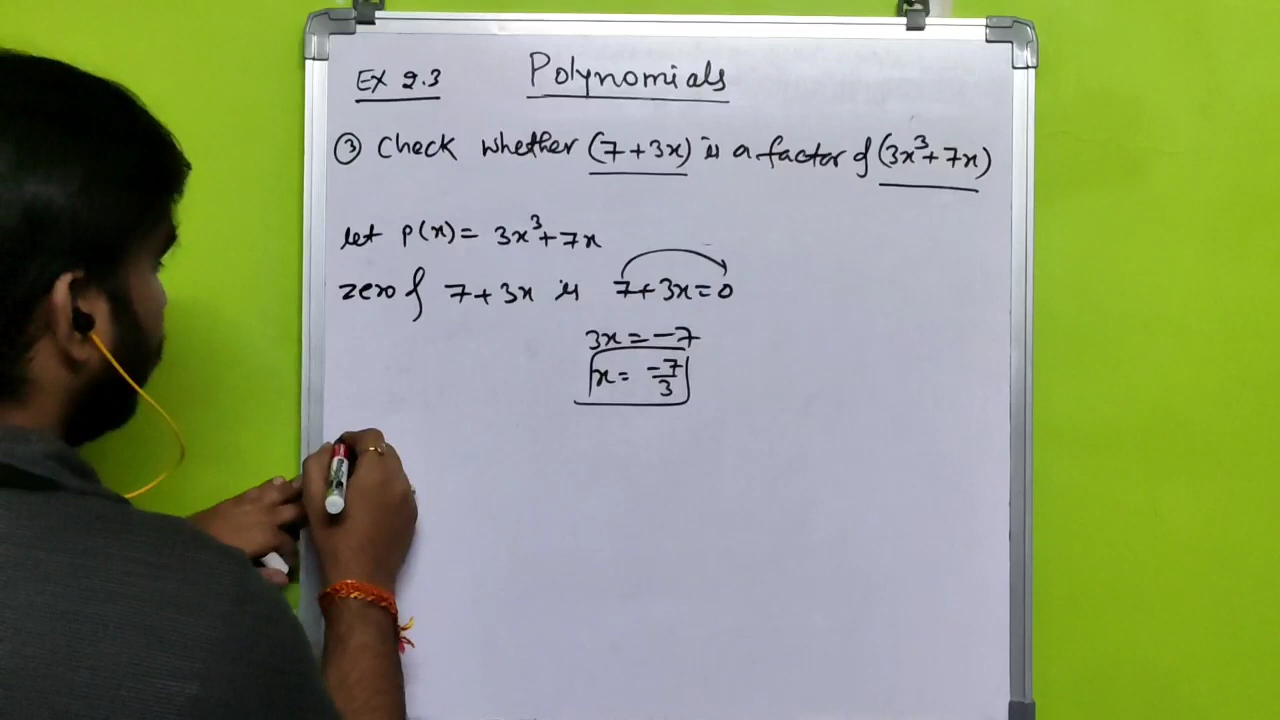 Ex 2.3 Polynomials
③ Check whether (7+3x) is a factor of (3x³+7x)
let p(x)= 3x³+7x
zero of 7+3x is 7+3x=0
3x=-7
x= -7/3